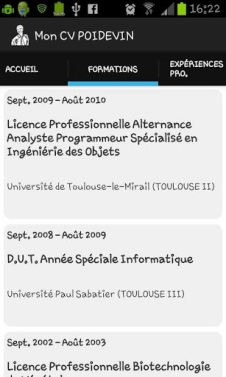 16:22
Mon CV POIDEVIN
ACCUEIL
FORMATIONS
EXPÉRIENCES
PRO.
Sept. 2009 - Août 2010
Licence Professionnelle Alternance
Analyste Programmeur Spécialisé en
Ingéniérie des Objets
Université de Toulouse-le-Mirail (TOULOUSE II)
Sept. 2008 - Août 2009
D.U.T. Année Spéciale Informatique
Université Paul Sabatier (TOULOUSE III)
Sept. 2002 - Août 2003
Licence Professionnelle Biotechnologie